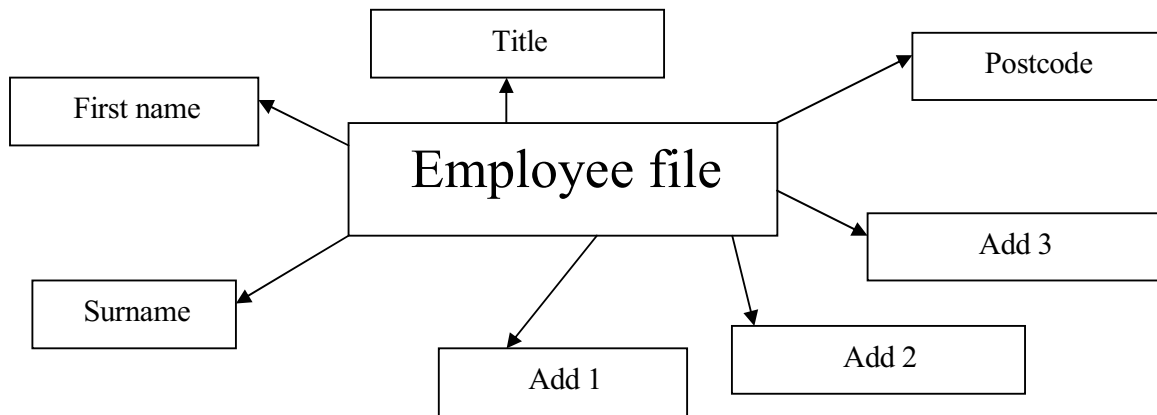 Title
Postcode
First name
Employee file
Add 3
Surname
Add 2
Add 1